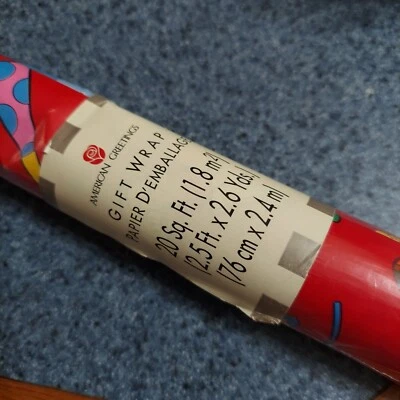 AMERICAN GREETINGS
GIFT WRAP
PAPIER D'EMBALLAGE
20 Sq. Ft. (1.8 m²)
(2.5 Ft. x 2.6 Yds.)
(76 cm x 2.4 m)